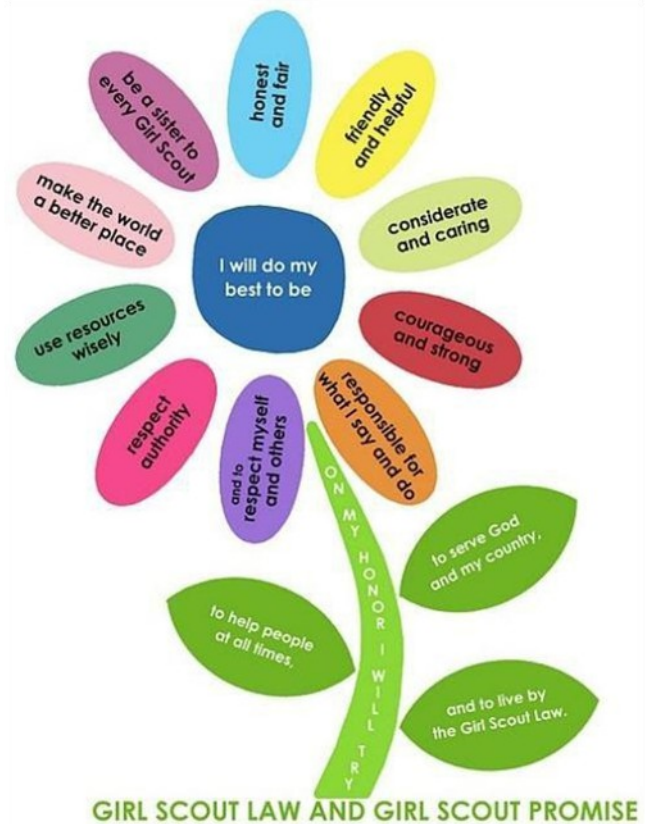 I will do my
best to be
honest
and fair
friendly
and helpful
considerate
and caring
courageous
and strong
responsible for
what I say and do
and to
respect myself
and others
respect
authority
use resources
wisely
make the world
a better place
be a sister to
every Girl Scout
ON MY HONOR I WILL TRY
to serve God
and my country,
to help people
at all times,
and to live by
the Girl Scout Law.
GIRL SCOUT LAW AND GIRL SCOUT PROMISE